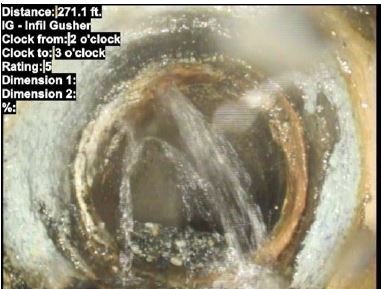 Distance: 271.1 ft.
IG - Infil Gusher
Clock from: 2 o'clock
Clock to: 3 o'clock
Rating: 5
Dimension 1:
Dimension 2:
%: